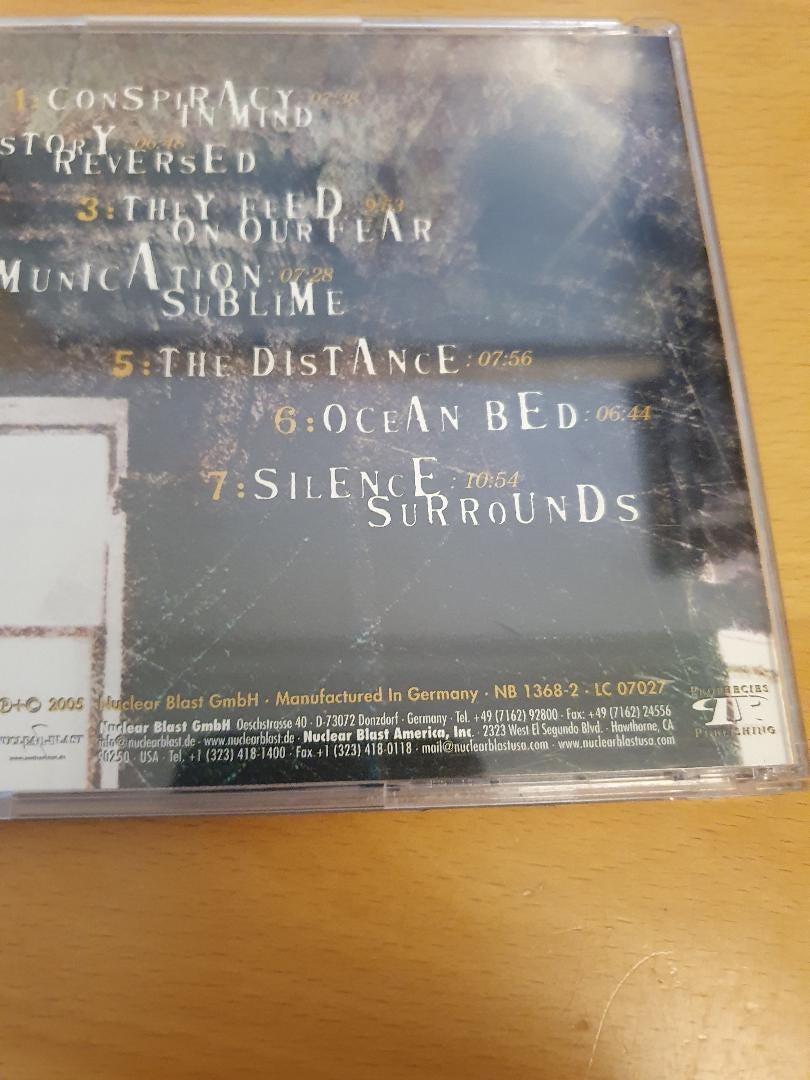 1: CONSPIRACY 07:38
IN MIND
STORY
REVERSED
3: THEY FEED
ON OUR FEAR
MUNICATION: 07:28
SUBLIME
5: THE DISTANCE: 07:56
6: OCEAN BED: 06:44
7: SILENCE: 10:54
SURROUNDS
℗+© 2005 Nuclear Blast GmbH · Manufactured In Germany · NB 1368-2 · LC 07027
Nuclear Blast GmbH Oeschstrasse 40 · D-73072 Donzdorf · Germany · Tel. +49 (7162) 92800 · Fax: +49 (7162) 24556
info@nuclearblast.de · www.nuclearblast.de · Nuclear Blast America, Inc. · 2323 West El Segundo Blvd. · Hawthorne, CA
90250 · USA · Tel. +1 (323) 418-1400 · Fax +1 (323) 418-0118 · mail@nuclearblastusa.com · www.nuclearblastusa.com
NUCLEAR BLAST
PROPHECIES
PUBLISHING